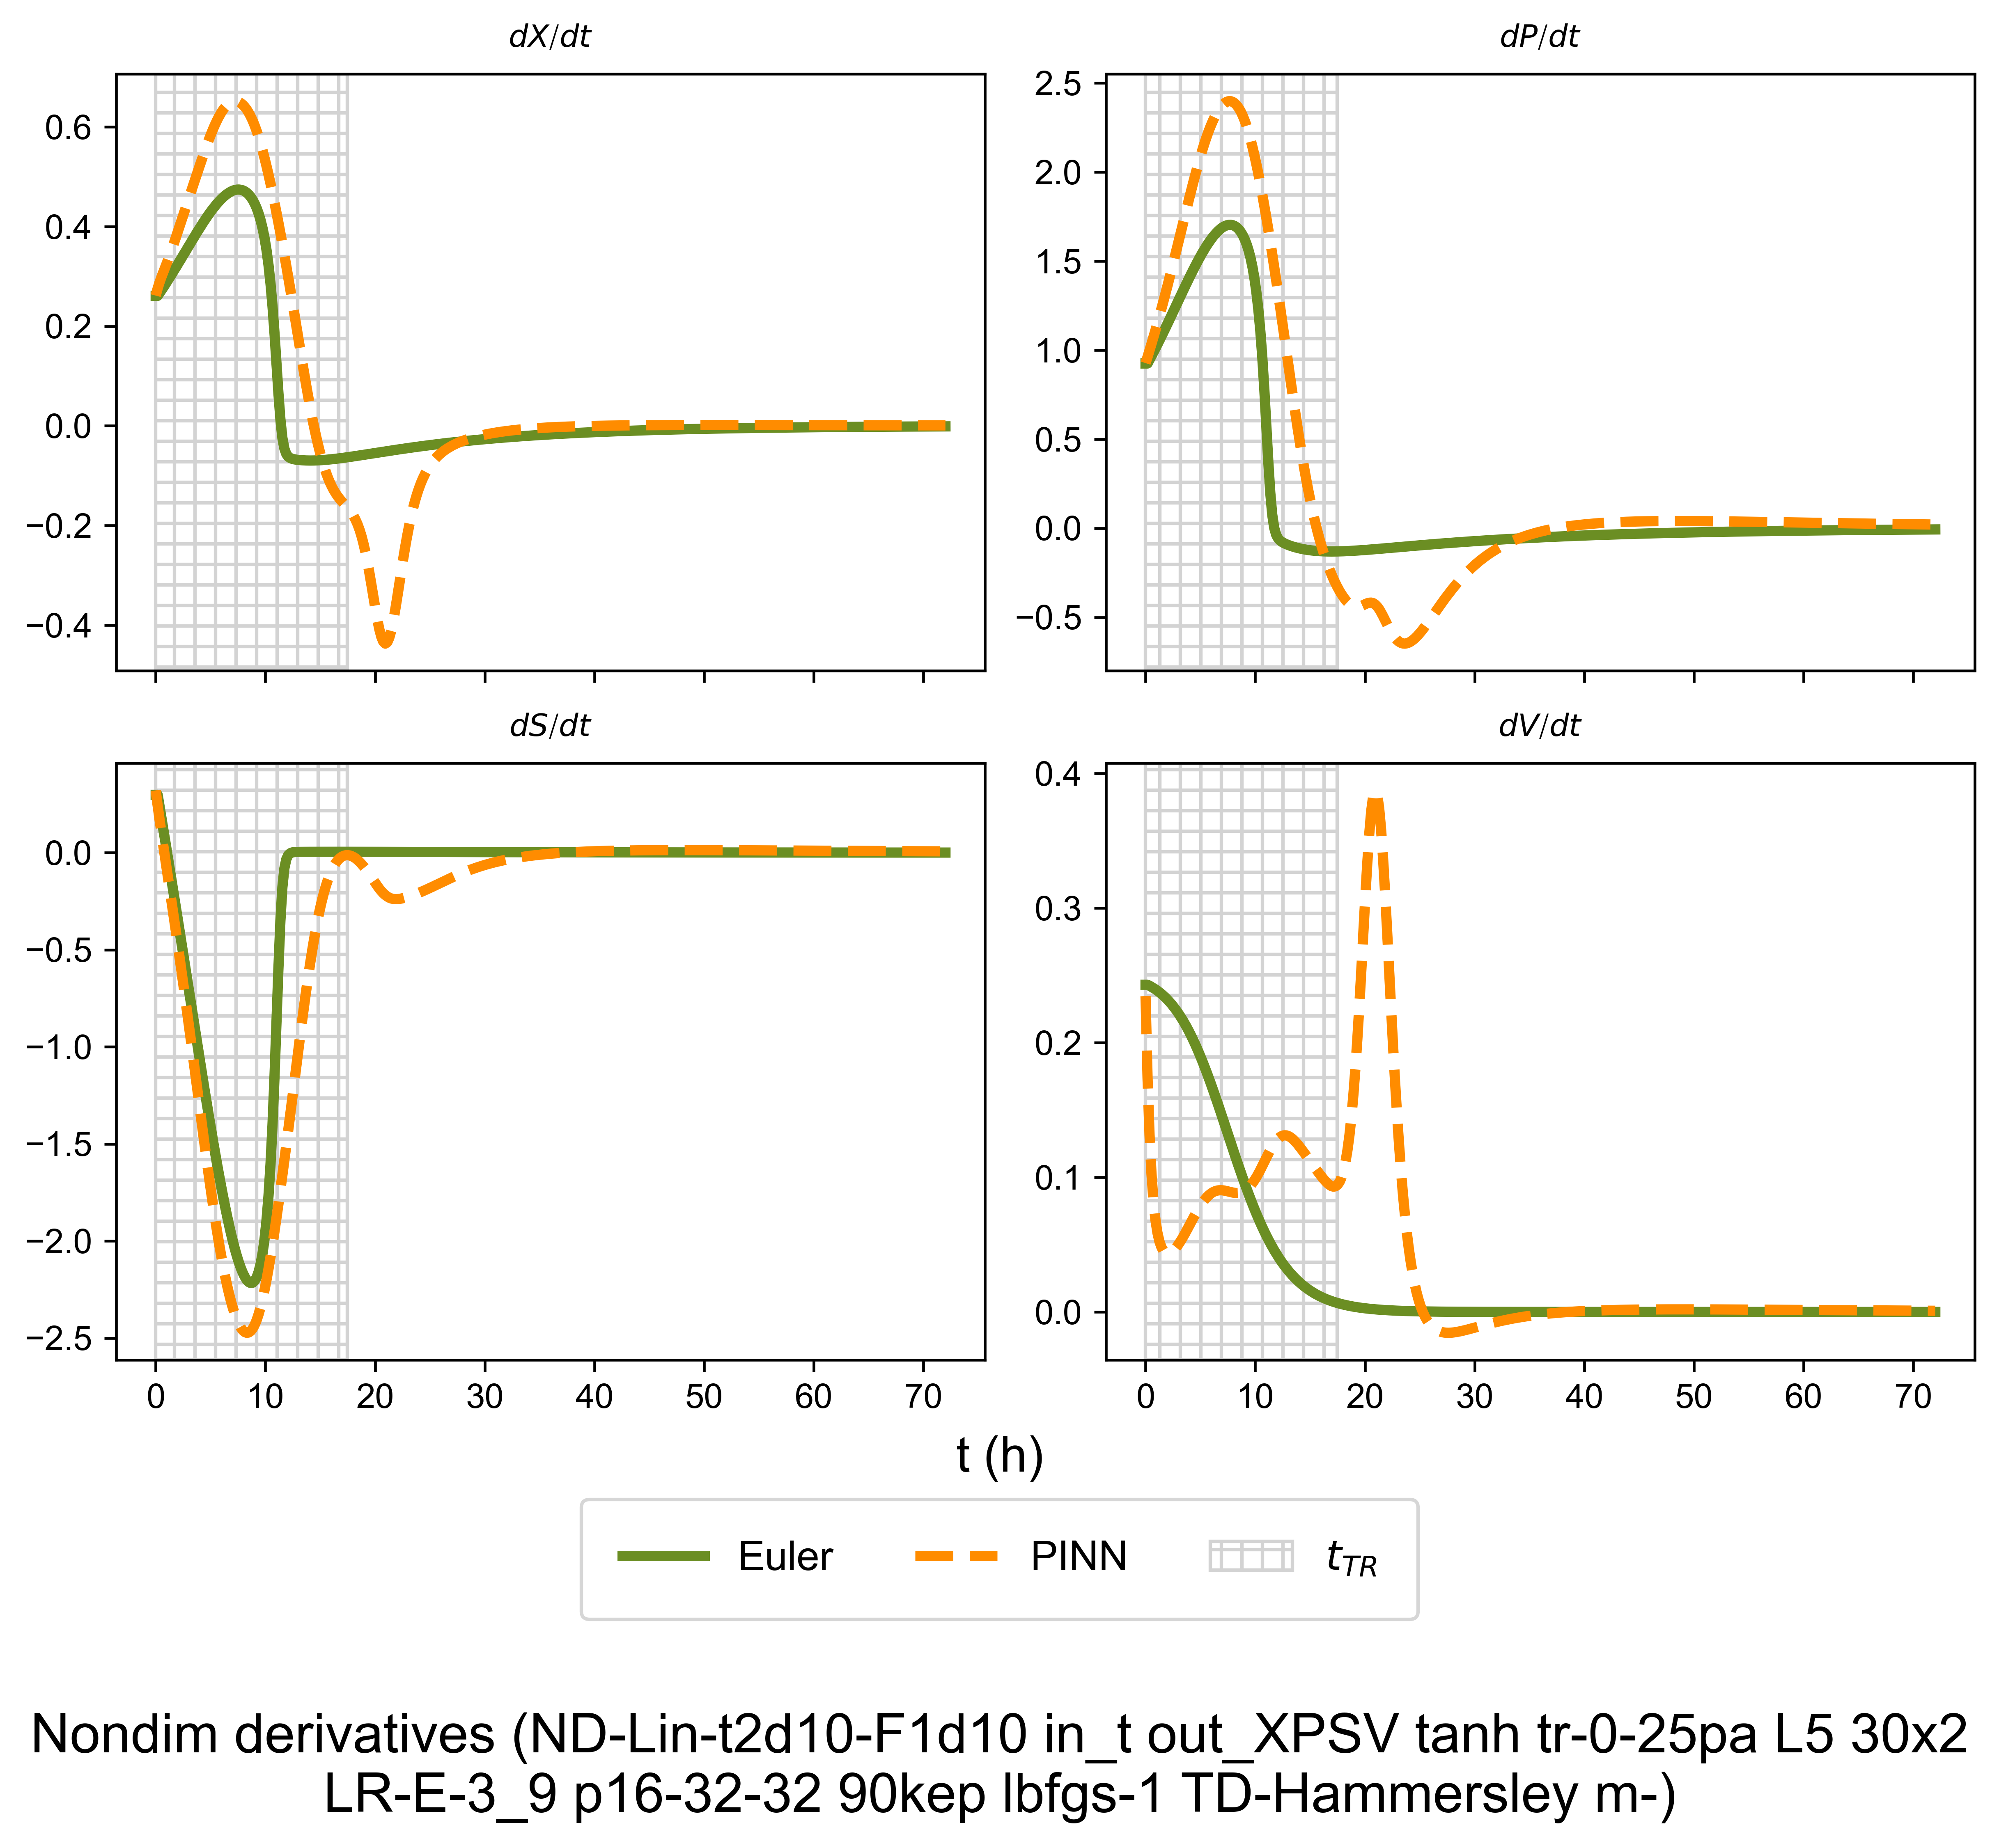 dX/dt
dP/dt
0.6
0.4
0.2
0.0
−0.2
−0.4
2.5
2.0
1.5
1.0
0.5
0.0
−0.5
dS/dt
dV/dt
0.0
−0.5
−1.0
−1.5
−2.0
−2.5
0.4
0.3
0.2
0.1
0.0
0 10 20 30 40 50 60 70
0 10 20 30 40 50 60 70
t (h)
Euler PINN t_TR
Nondim derivatives (ND-Lin-t2d10-F1d10 in_t out_XPSV tanh tr-0-25pa L5 30x2
LR-E-3_9 p16-32-32 90kep lbfgs-1 TD-Hammersley m-)